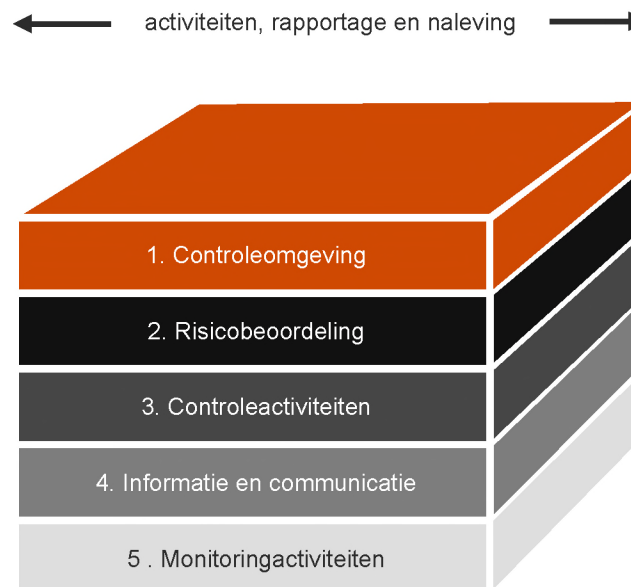 activiteiten, rapportage en naleving
1. Controleomgeving
2. Risicobeoordeling
3. Controleactiviteiten
4. Informatie en communicatie
5 . Monitoringactiviteiten